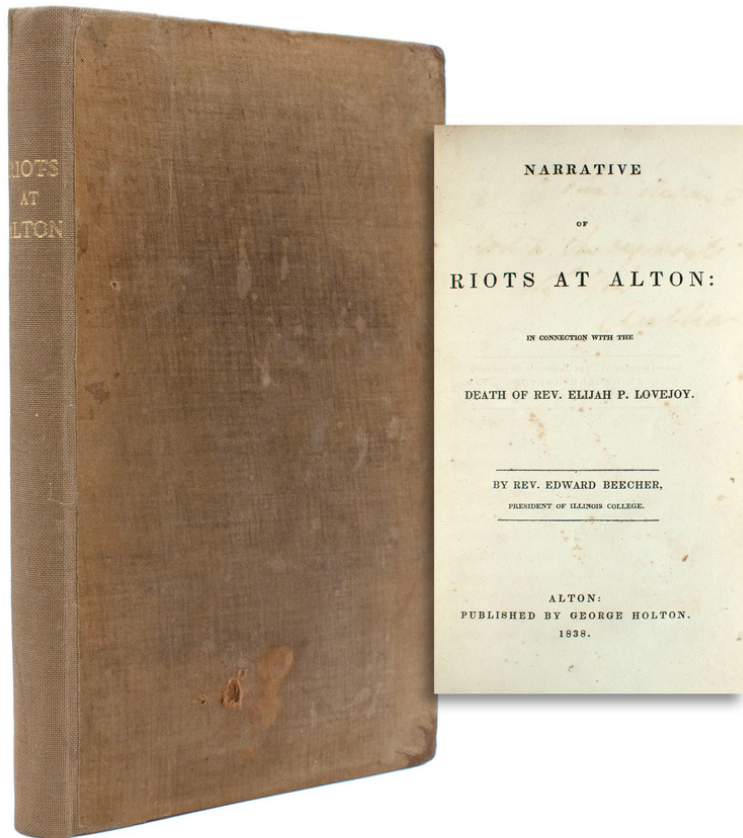 RIOTS
AT
ALTON
NARRATIVE
OF
RIOTS AT ALTON:
IN CONNECTION WITH THE
DEATH OF REV. ELIJAH P. LOVEJOY.
BY REV. EDWARD BEECHER,
PRESIDENT OF ILLINOIS COLLEGE.
ALTON:
PUBLISHED BY GEORGE HOLTON.
1838.